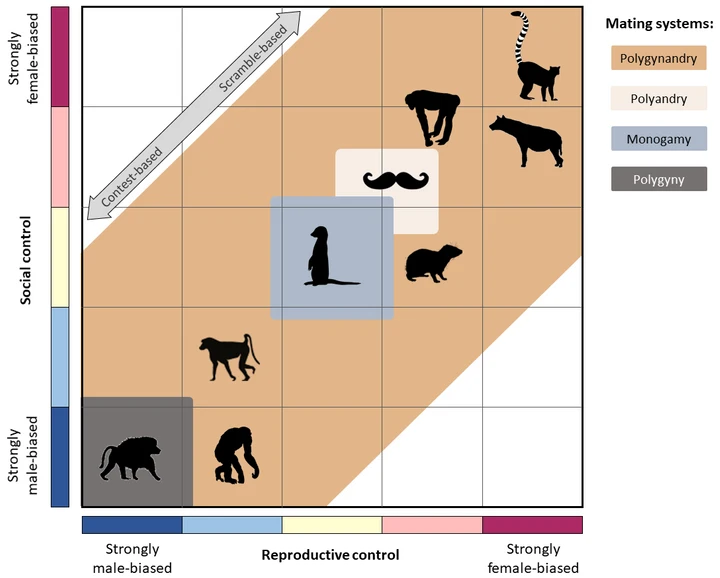 Strongly
female-biased
Social control
Strongly
male-biased
Scramble-based
Contest-based
Strongly
male-biased
Reproductive control
Strongly
female-biased
Mating systems:
Polygynandry
Polyandry
Monogamy
Polygyny